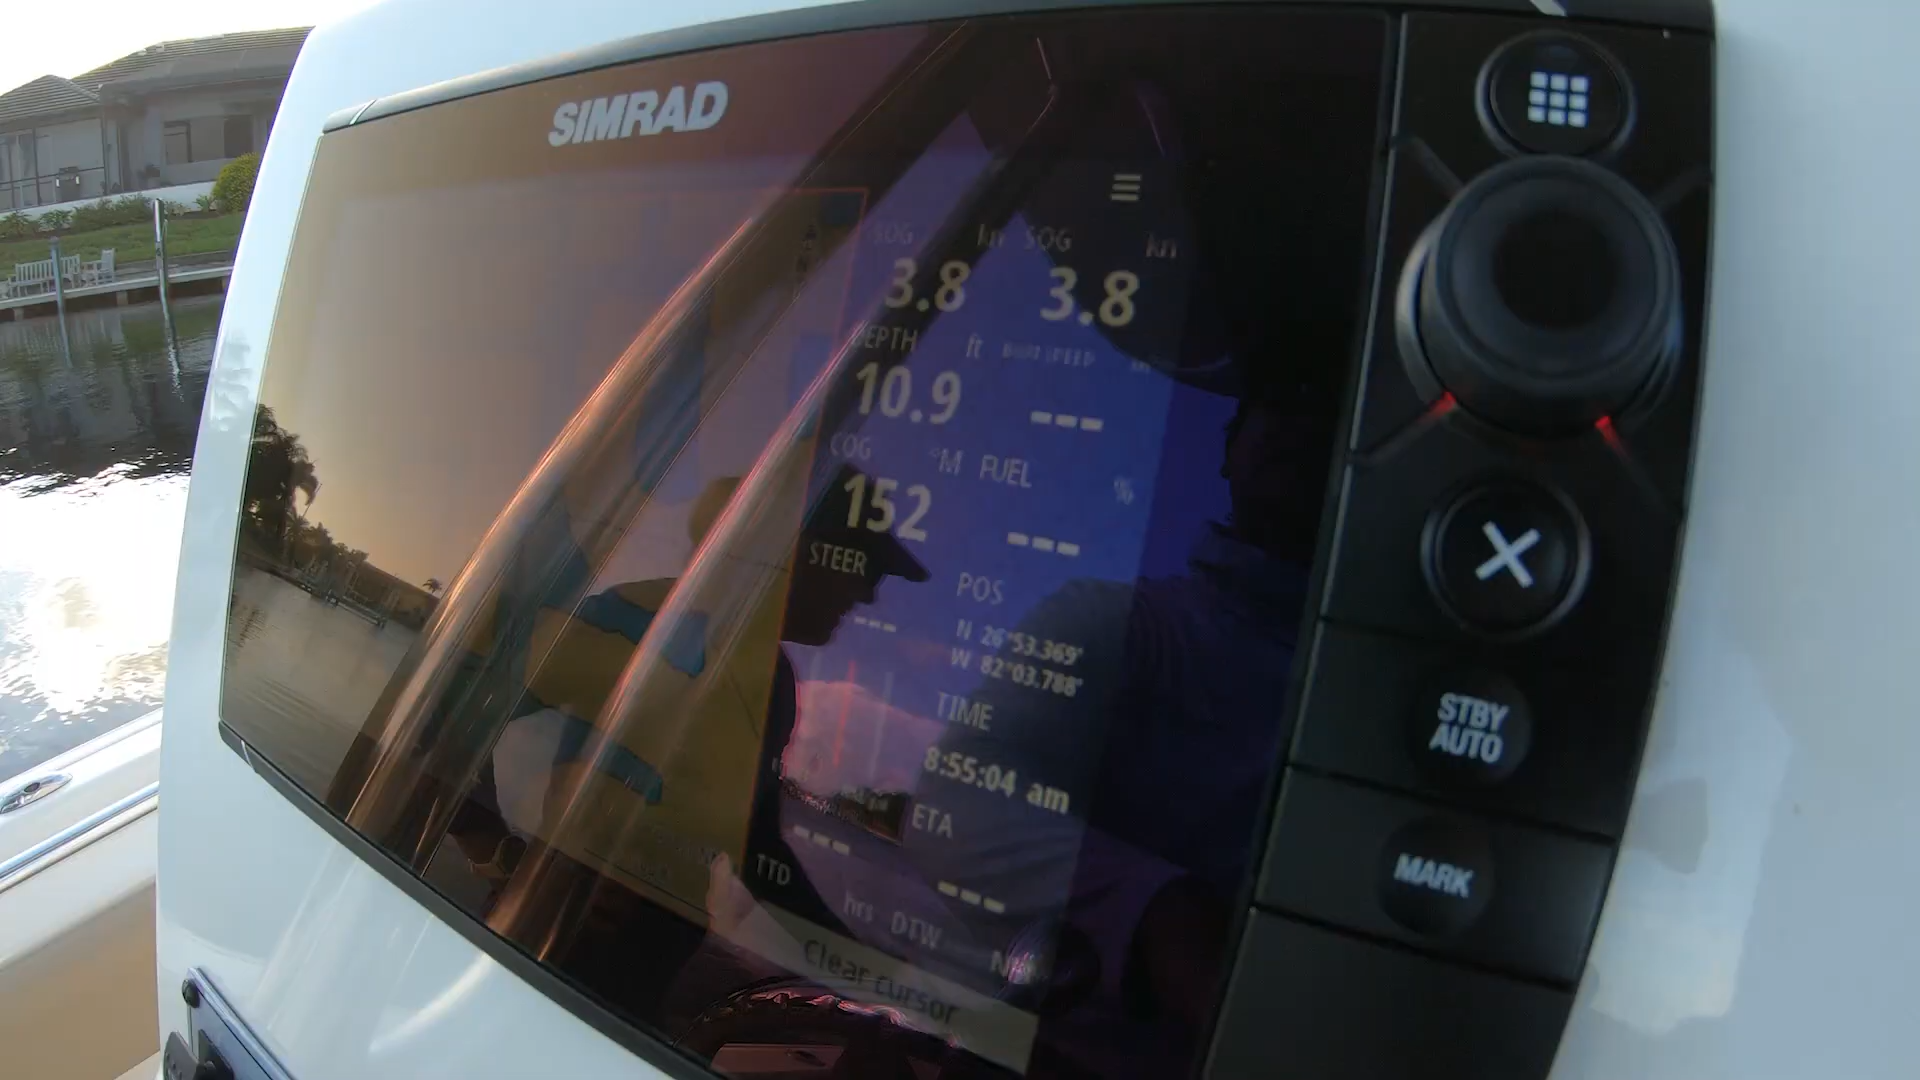 SIMRAD
SOG kn SOG kn
3.8 3.8
DEPTH ft BOAT SPEED
10.9 ---
COG °M FUEL %
152 ---
STEER POS
--- N 26°53.369'
W 82°03.788'
TIME
8:55:04 am
ETA
---
TTD ---
hrs DTW
Clear cursor
STBY
AUTO
MARK